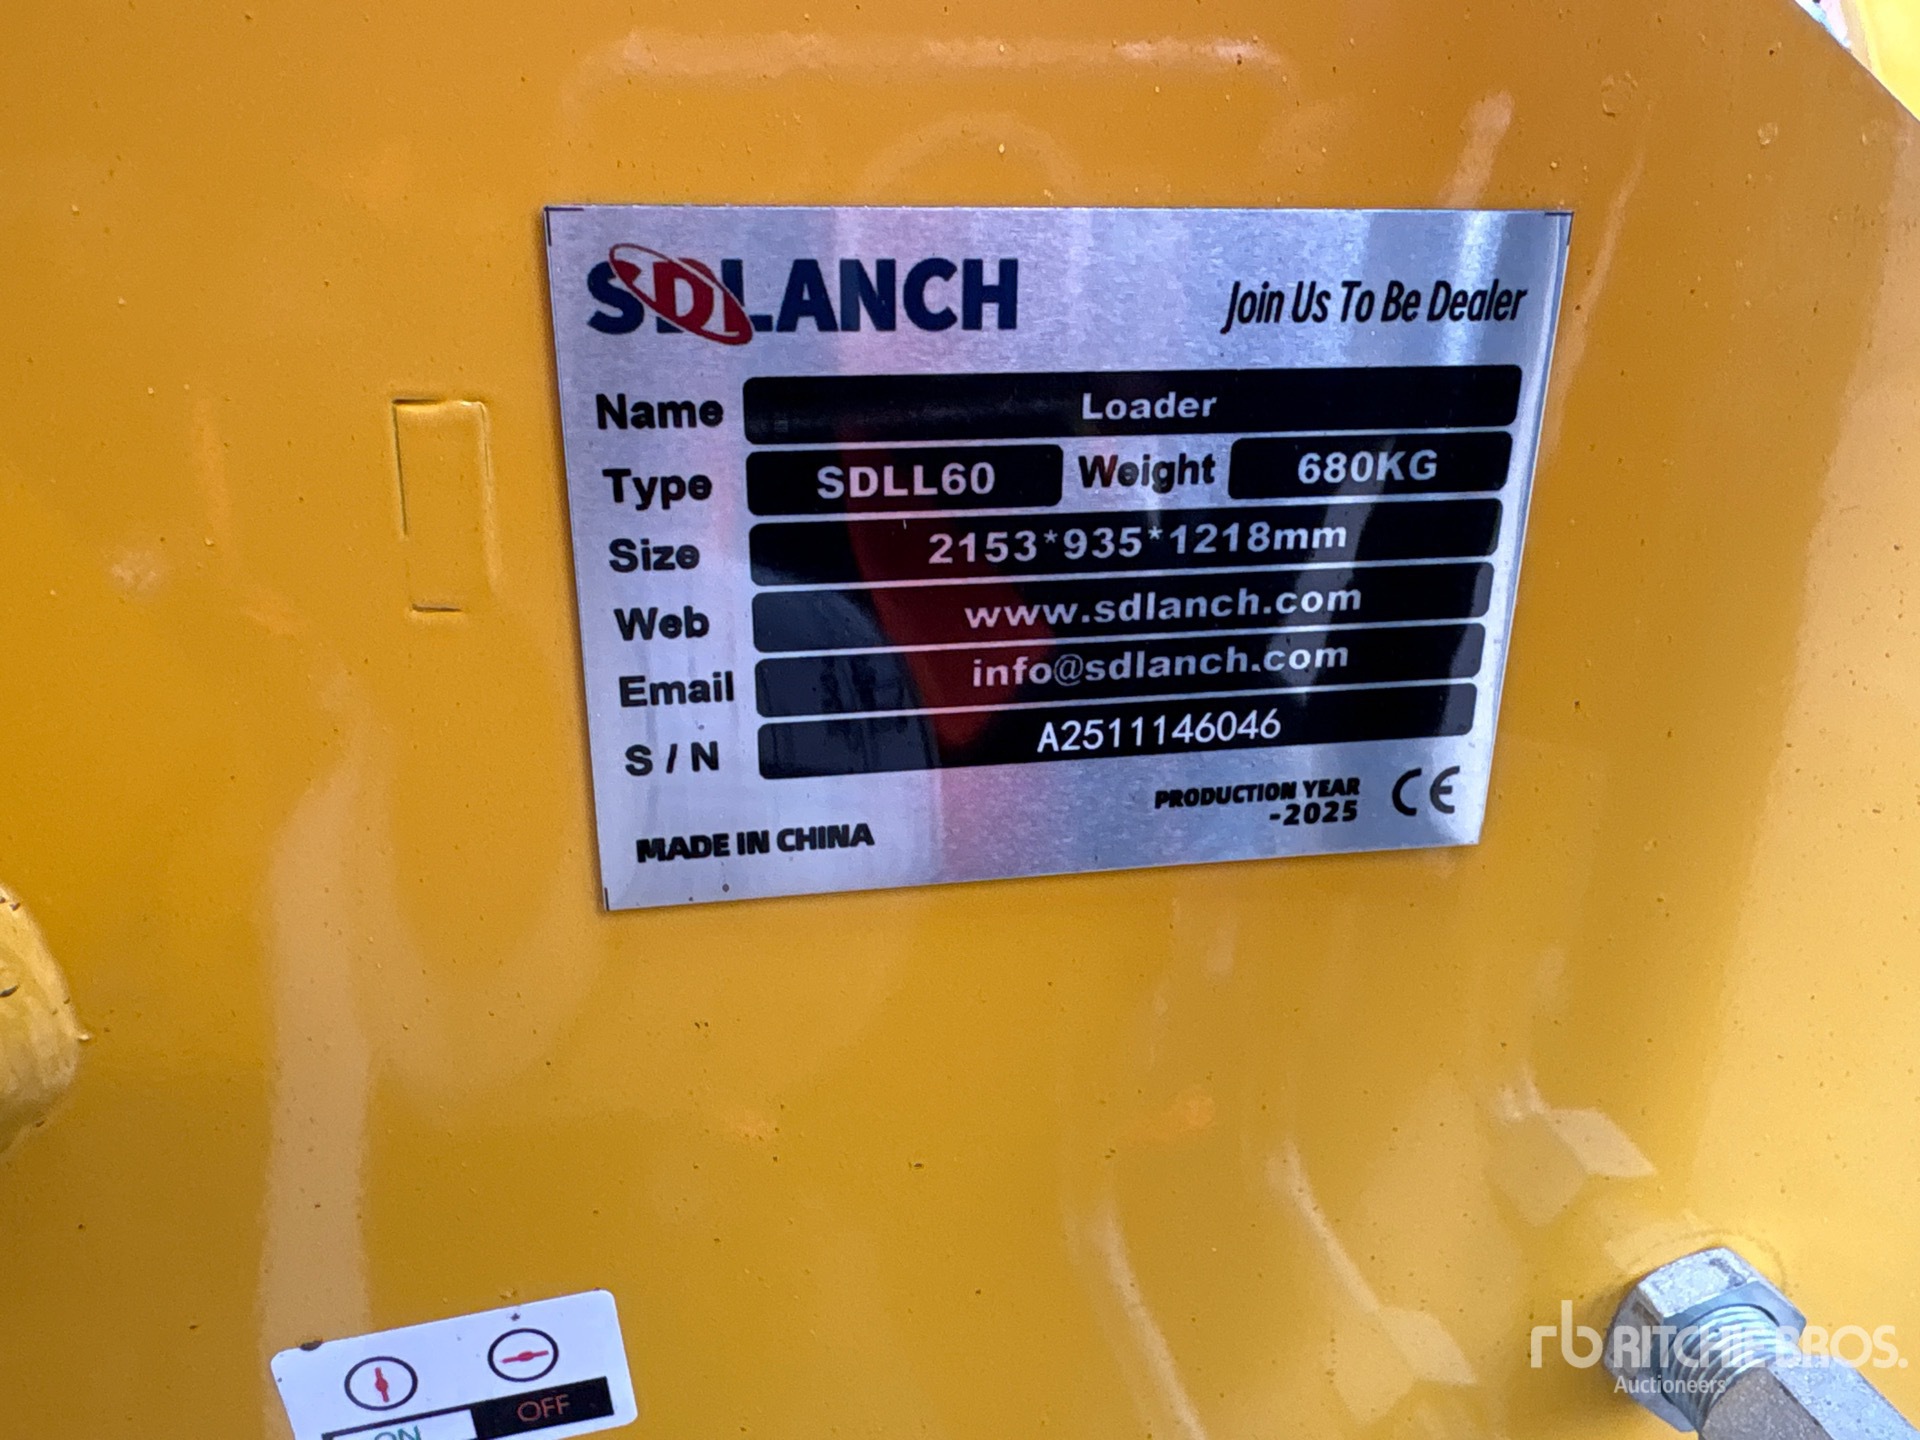 SDLANCH
Join Us To Be Dealer
Name Loader
Type SDLL60 Weight 680KG
Size 2153*935*1218mm
Web www.sdlanch.com
Email info@sdlanch.com
S / N A2511146046
PRODUCTION YEAR
-2025
CE
MADE IN CHINA
ON OFF
rb RITCHIE BROS.
Auctioneers